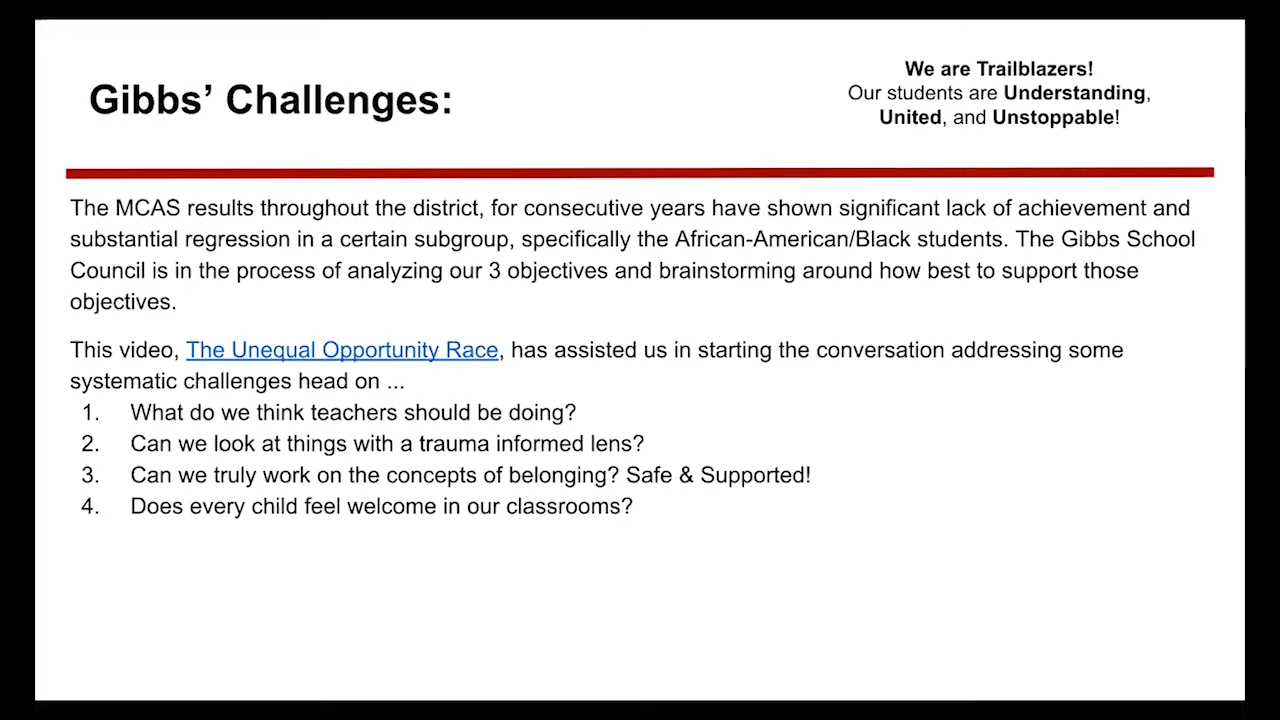 Gibbs’ Challenges:
We are Trailblazers!
Our students are Understanding,
United, and Unstoppable!
The MCAS results throughout the district, for consecutive years have shown significant lack of achievement and
substantial regression in a certain subgroup, specifically the African-American/Black students. The Gibbs School
Council is in the process of analyzing our 3 objectives and brainstorming around how best to support those
objectives.
This video, The Unequal Opportunity Race, has assisted us in starting the conversation addressing some
systematic challenges head on ...
1. What do we think teachers should be doing?
2. Can we look at things with a trauma informed lens?
3. Can we truly work on the concepts of belonging? Safe & Supported!
4. Does every child feel welcome in our classrooms?